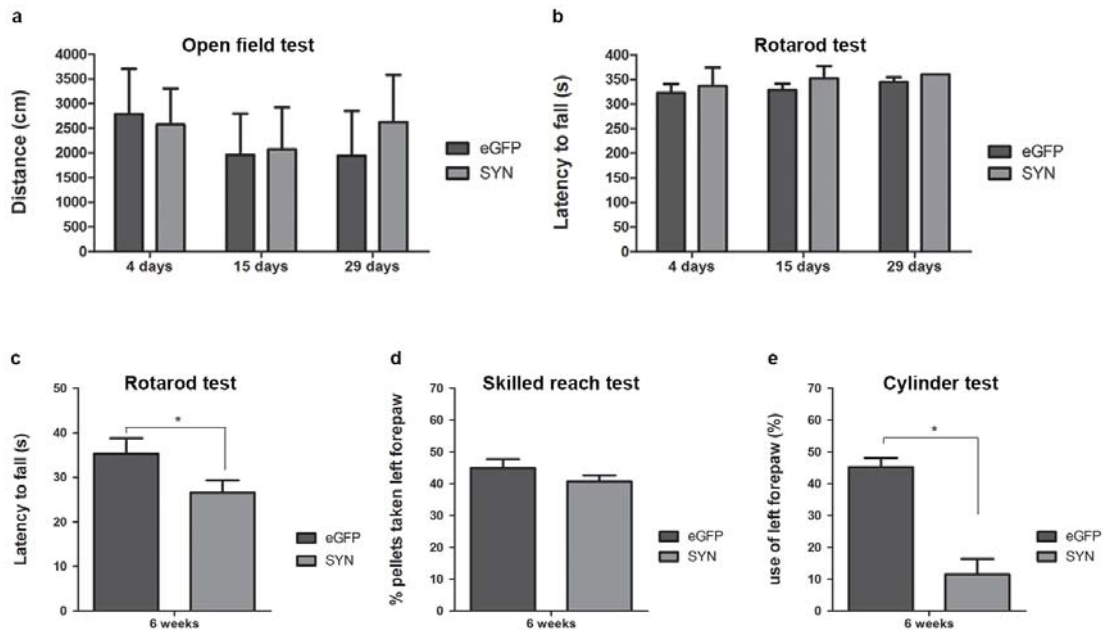 a
Open field test
Distance (cm)
4000
3500
3000
2500
2000
1500
1000
500
0
4 days 15 days 29 days
eGFP
SYN
b
Rotarod test
Latency to fall (s)
400
350
300
250
200
150
100
50
0
4 days 15 days 29 days
eGFP
SYN
c
Rotarod test
Latency to fall (s)
50
40
30
20
10
0
*
6 weeks
eGFP
SYN
d
Skilled reach test
% pellets taken left forepaw
70
60
50
40
30
20
10
0
6 weeks
eGFP
SYN
e
Cylinder test
use of left forepaw (%)
70
60
50
40
30
20
10
0
*
6 weeks
eGFP
SYN